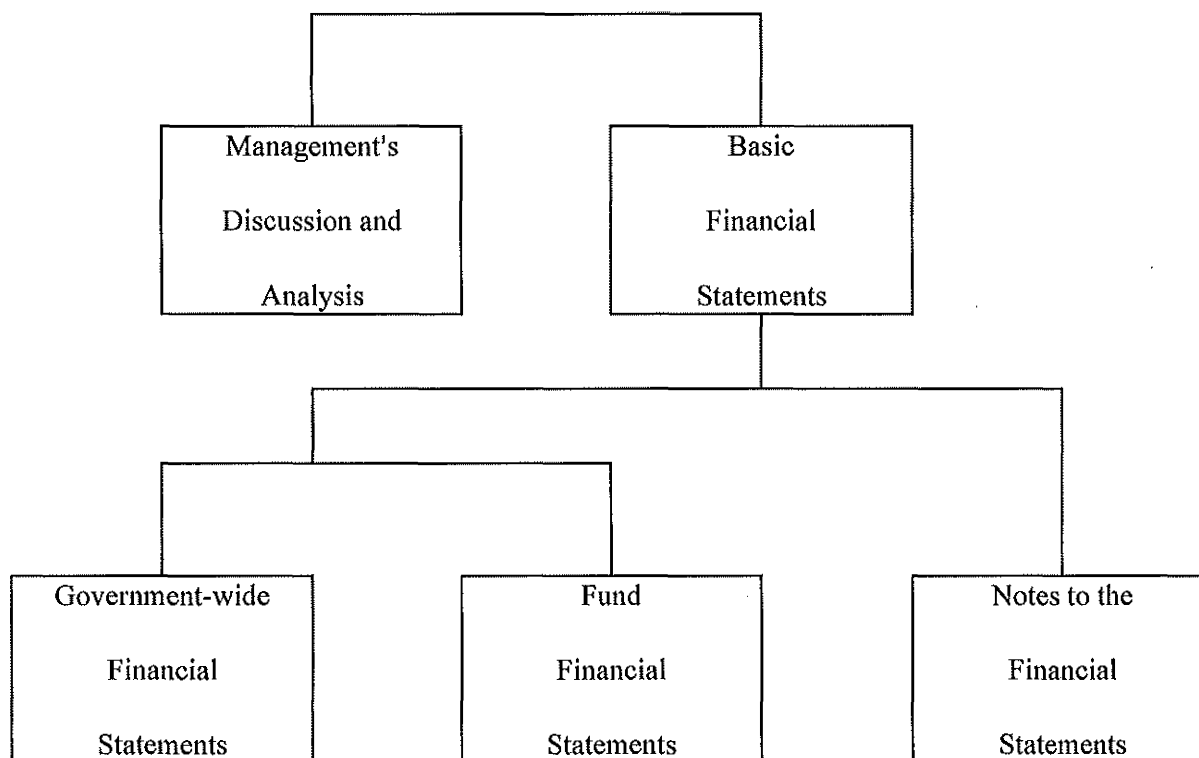 Management's
Discussion and
Analysis
Basic
Financial
Statements
Government-wide
Financial
Statements
Fund
Financial
Statements
Notes to the
Financial
Statements